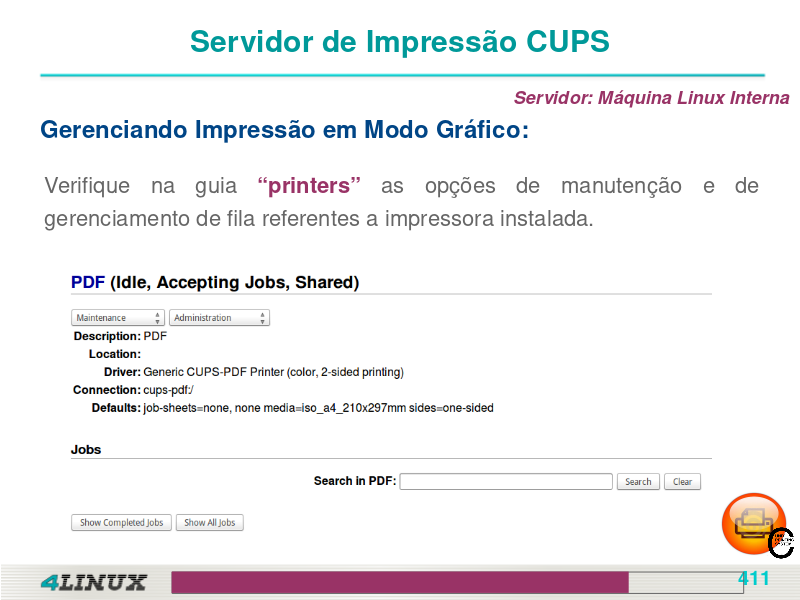 Servidor de Impressão CUPS
Servidor: Máquina Linux Interna
Gerenciando Impressão em Modo Gráfico:
Verifique na guia “printers” as opções de manutenção e de
gerenciamento de fila referentes a impressora instalada.
PDF (Idle, Accepting Jobs, Shared)
Maintenance Administration
Description: PDF
Location:
Driver: Generic CUPS-PDF Printer (color, 2-sided printing)
Connection: cups-pdf:/
Defaults: job-sheets=none, none media=iso_a4_210x297mm sides=one-sided
Jobs
Search in PDF: Search Clear
Show Completed Jobs Show All Jobs
4LINUX
411